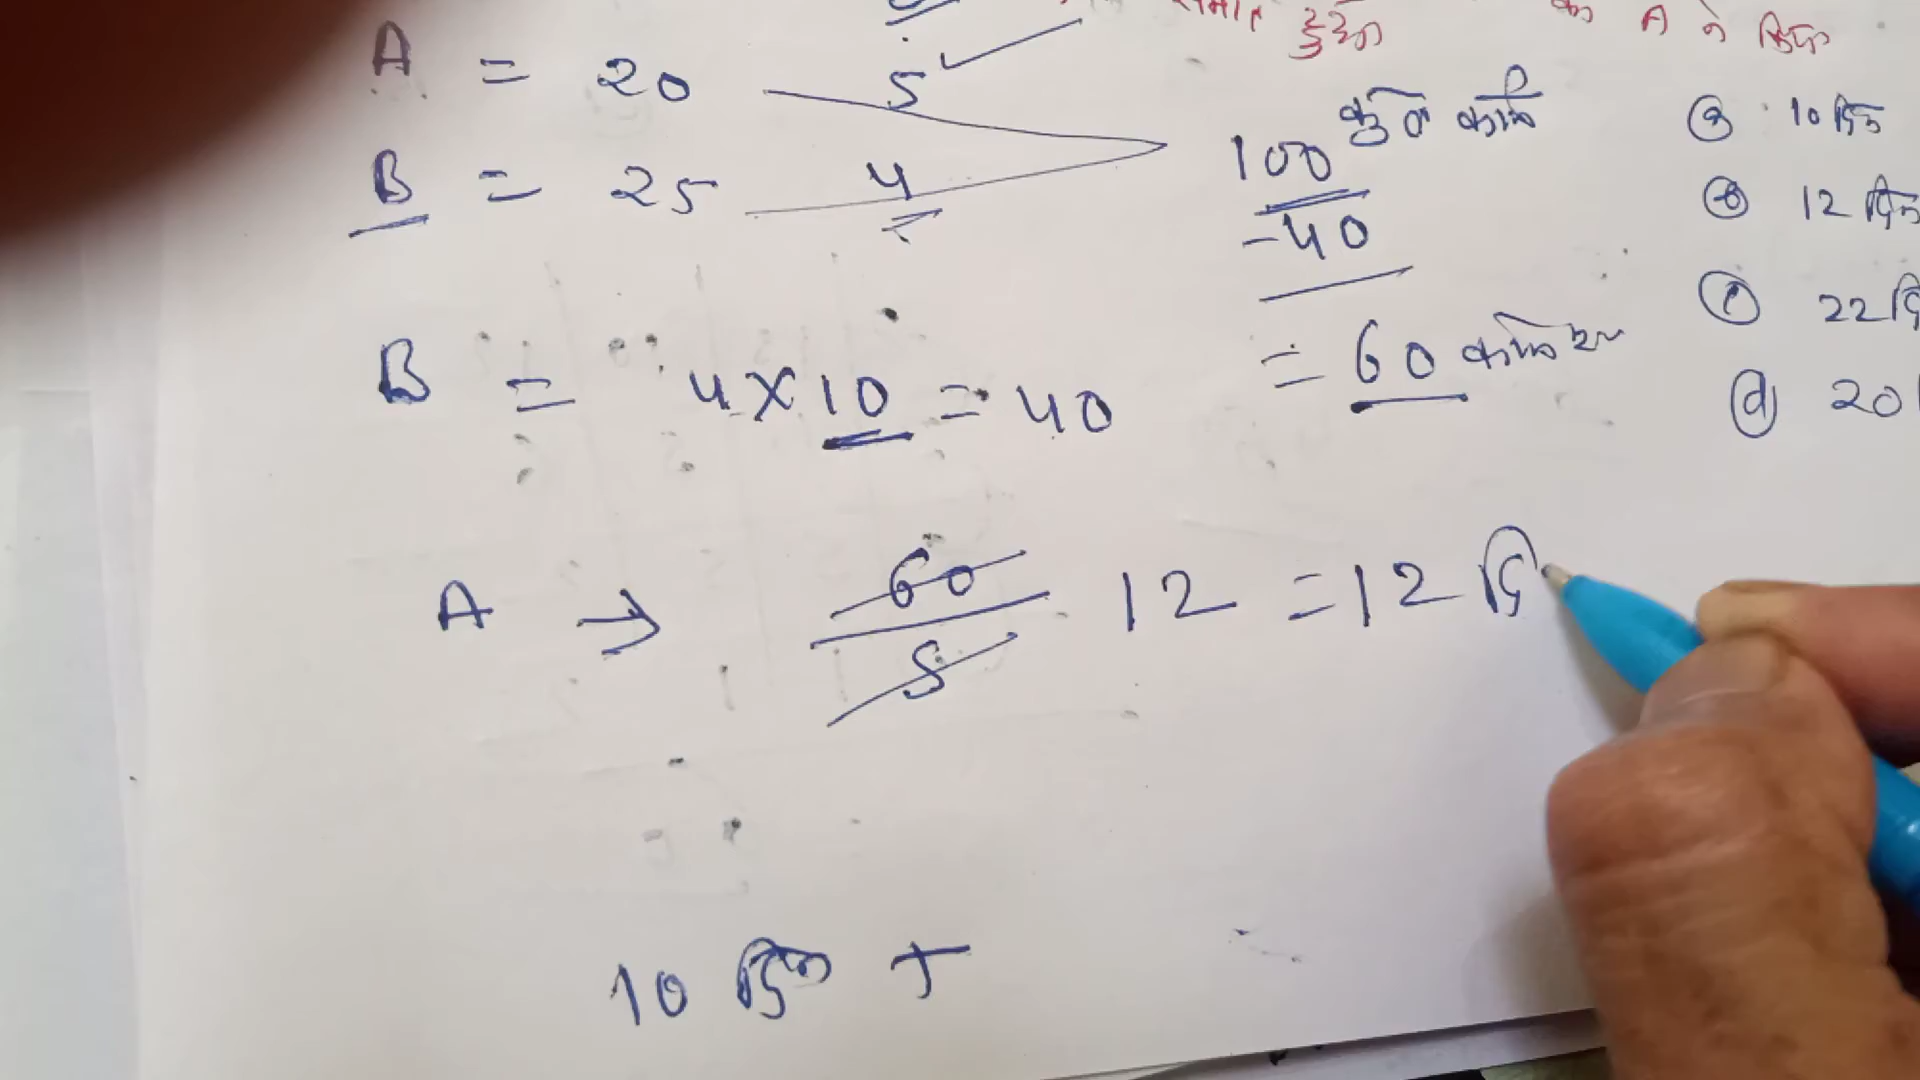 का A ने
A = 20 5
B = 25 4
100 कुल कार्य
- 40
= 60 कार्य शेष
B = 4 x 10 = 40
A → 60/5 12 = 12 दि
10 दिन +
a 10 दिन
b 12 दिन
c 22 दि
d 20